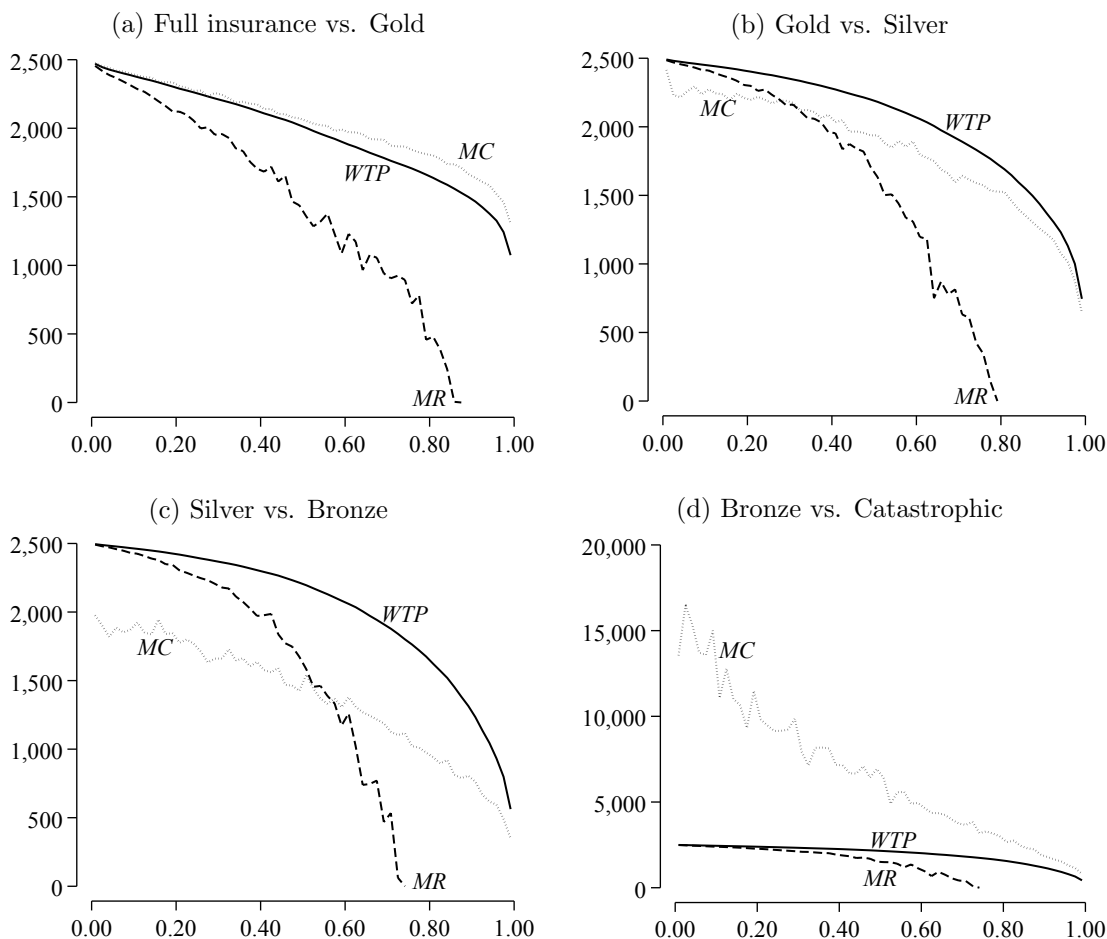 (a) Full insurance vs. Gold
2,500
2,000
1,500
1,000
500
0
MC
WTP
MR
0.00 0.20 0.40 0.60 0.80 1.00
(b) Gold vs. Silver
2,500
2,000
1,500
1,000
500
0
MC
WTP
MR
0.00 0.20 0.40 0.60 0.80 1.00
(c) Silver vs. Bronze
2,500
2,000
1,500
1,000
500
0
WTP
MC
MR
0.00 0.20 0.40 0.60 0.80 1.00
(d) Bronze vs. Catastrophic
20,000
15,000
10,000
5,000
0
MC
WTP
MR
0.00 0.20 0.40 0.60 0.80 1.00